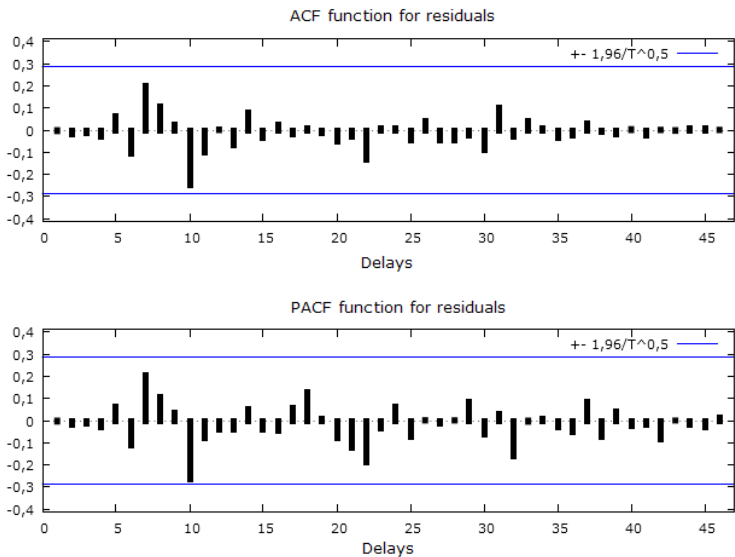 ACF function for residuals
+- 1,96/T^0,5
0,4
0,3
0,2
0,1
0
-0,1
-0,2
-0,3
-0,4
0 5 10 15 20 25 30 35 40 45
Delays
PACF function for residuals
+- 1,96/T^0,5
0,4
0,3
0,2
0,1
0
-0,1
-0,2
-0,3
-0,4
0 5 10 15 20 25 30 35 40 45
Delays